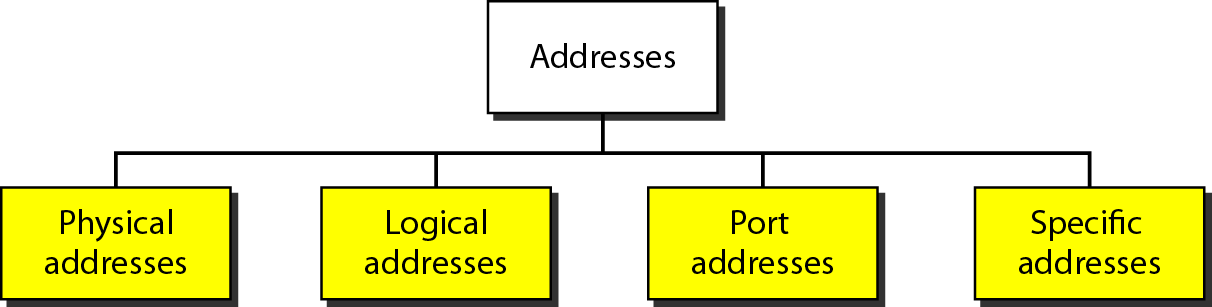 Addresses
Physical
addresses
Logical
addresses
Port
addresses
Specific
addresses